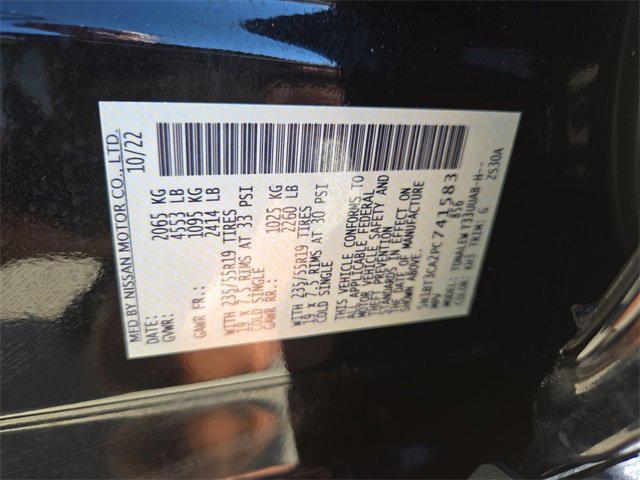 MFD BY NISSAN MOTOR CO., LTD.
DATE: 10/22
GVWR: 2065 KG
4553 LB
GAWR FR.: 1095 KG
2414 LB
WITH 235/55R19 TIRES
19 X 7.5 RIMS AT 33 PSI
COLD SINGLE
GAWR RR.: 1025 KG
2260 LB
WITH 235/55R19 TIRES
19 X 7.5 RIMS AT 30 PSI
COLD SINGLE
THIS VEHICLE CONFORMS TO
ALL APPLICABLE FEDERAL
MOTOR VEHICLE SAFETY AND
THEFT PREVENTION
STANDARDS IN EFFECT ON
THE DATE OF MANUFACTURE
SHOWN ABOVE.
5N1BT3CA2PC741583
MPV 856
MODEL: T33UUAB-H--
COLOR: KH3 TRIM: G ZS30A